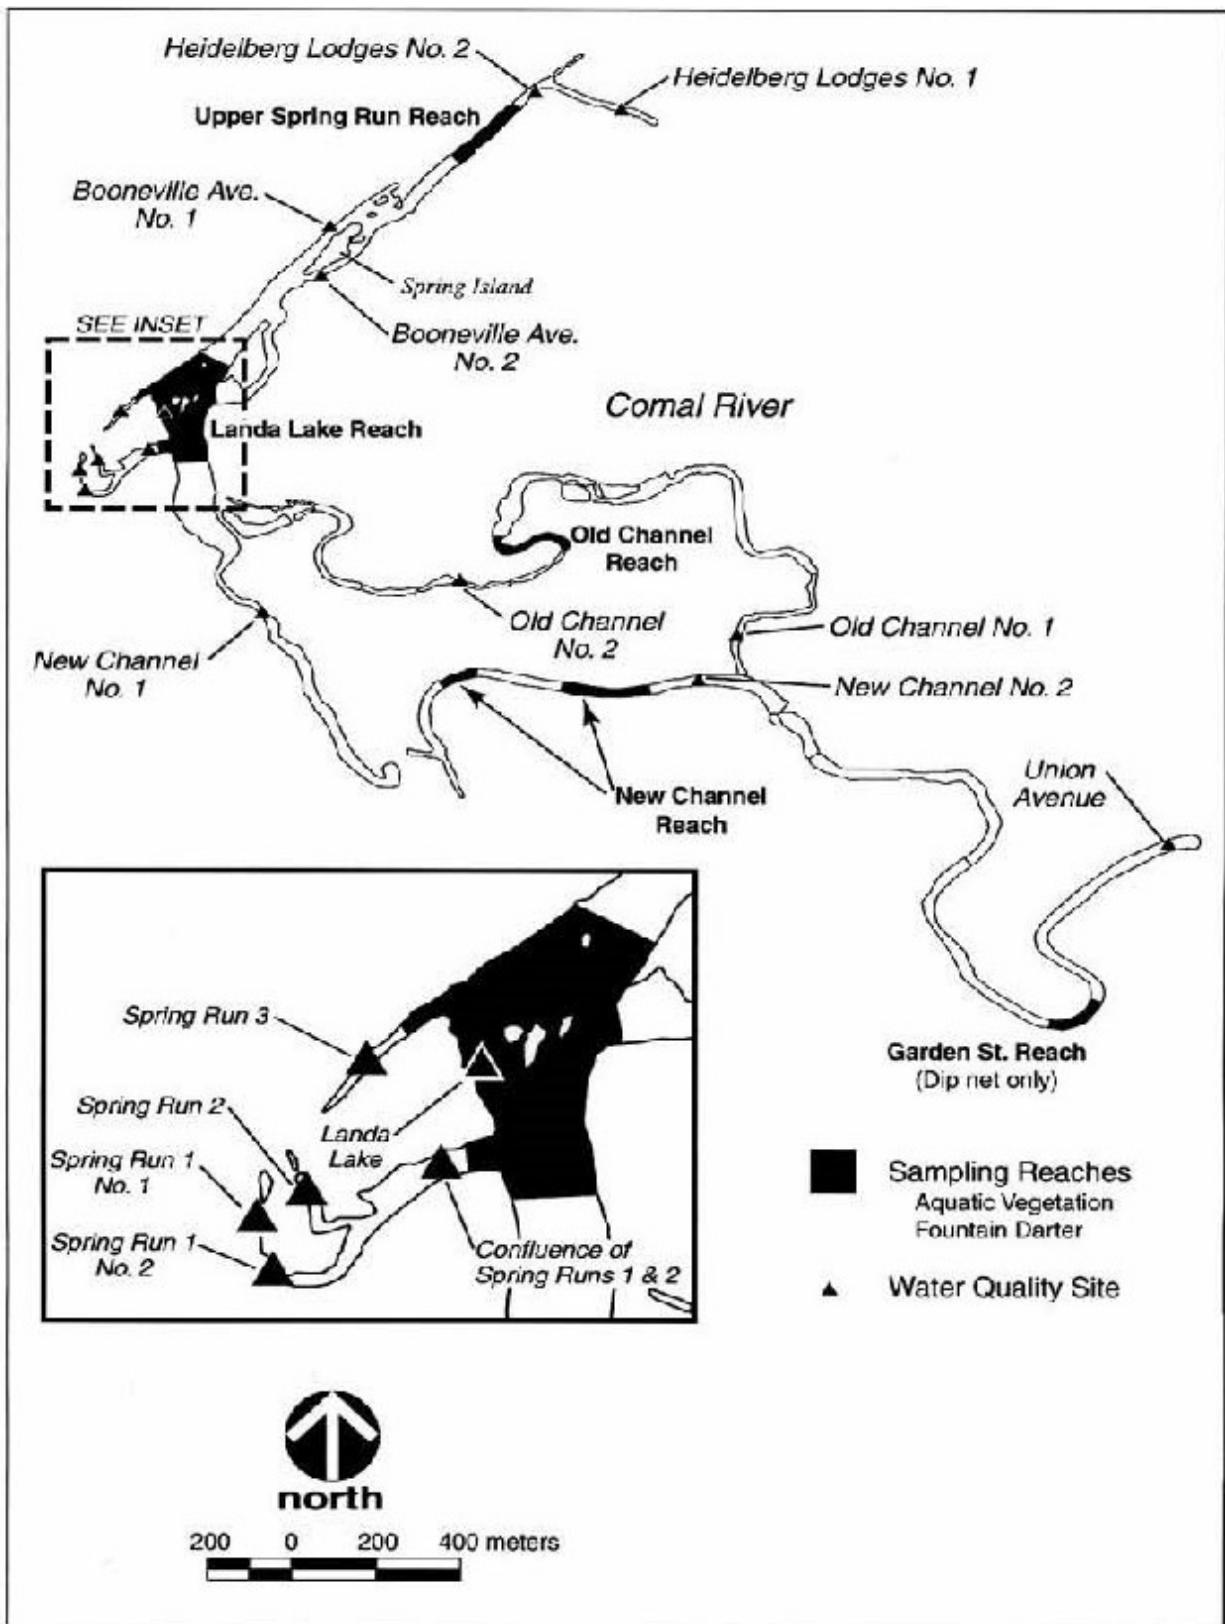 Heidelberg Lodges No. 2
Heidelberg Lodges No. 1
Upper Spring Run Reach
Booneville Ave.
No. 1
Spring Island
SEE INSET
Booneville Ave.
No. 2
Comal River
Landa Lake Reach
Old Channel
Reach
Old Channel
No. 2
Old Channel No. 1
New Channel
No. 1
New Channel No. 2
New Channel
Reach
Union
Avenue
Spring Run 3
Spring Run 2
Landa
Lake
Spring Run 1
No. 1
Spring Run 1
No. 2
Confluence of
Spring Runs 1 & 2
Garden St. Reach
(Dip net only)
Sampling Reaches
Aquatic Vegetation
Fountain Darter
Water Quality Site
north
200 0 200 400 meters